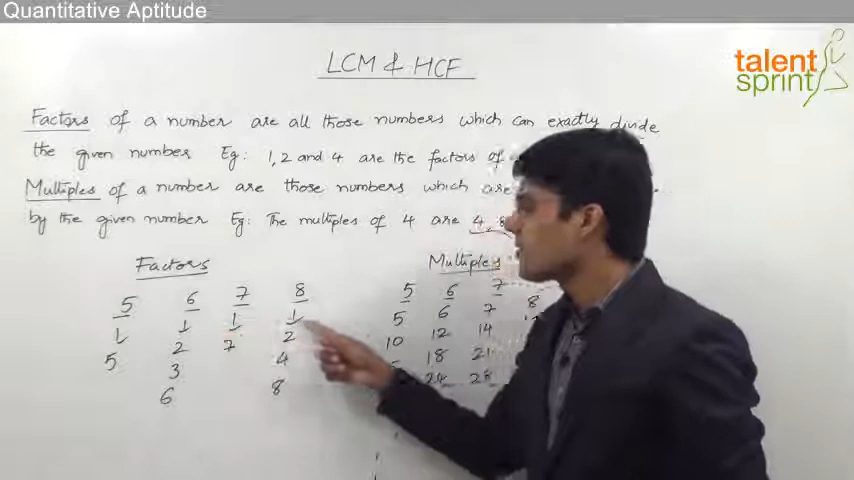 Quantitative Aptitude
talent
sprint
LCM & HCF
Factors of a number are all those numbers which can exactly divide
the given number Eg: 1, 2 and 4 are the factors of
Multiples of a number are those numbers which are
by the given number Eg: The multiples of 4 are 4, 8
Factors Multiples
5 6 7 8 5 6 7 8
1 1 1 1 5 6 7
5 2 7 2 10 12 14
3 4 18 21
6 8 24 28